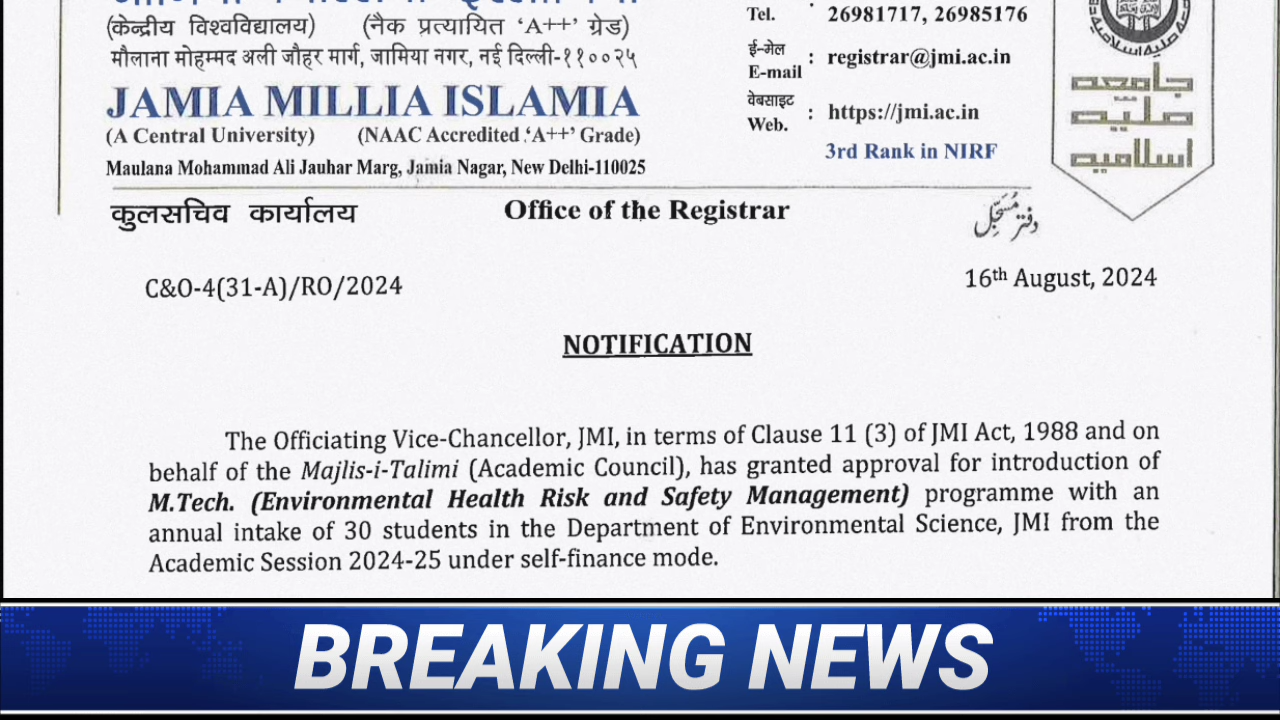 (केन्द्रीय विश्वविद्यालय) (नैक प्रत्यायित ‘A++’ ग्रेड)
मौलाना मोहम्मद अली जौहर मार्ग, जामिया नगर, नई दिल्ली-११००२५
JAMIA MILLIA ISLAMIA
(A Central University) (NAAC Accredited ‘A++’ Grade)
Maulana Mohammad Ali Jauhar Marg, Jamia Nagar, New Delhi-110025
Tel. : 26981717, 26985176
ई-मेल
E-mail : registrar@jmi.ac.in
वेबसाइट
Web. : https://jmi.ac.in
3rd Rank in NIRF
جامعه
ملیه
اسلامیه
कुलसचिव कार्यालय Office of the Registrar دفتر مُسَجِّل
C&O-4(31-A)/RO/2024 16th August, 2024
NOTIFICATION
The Officiating Vice-Chancellor, JMI, in terms of Clause 11 (3) of JMI Act, 1988 and on
behalf of the Majlis-i-Talimi (Academic Council), has granted approval for introduction of
M.Tech. (Environmental Health Risk and Safety Management) programme with an
annual intake of 30 students in the Department of Environmental Science, JMI from the
Academic Session 2024-25 under self-finance mode.
BREAKING NEWS